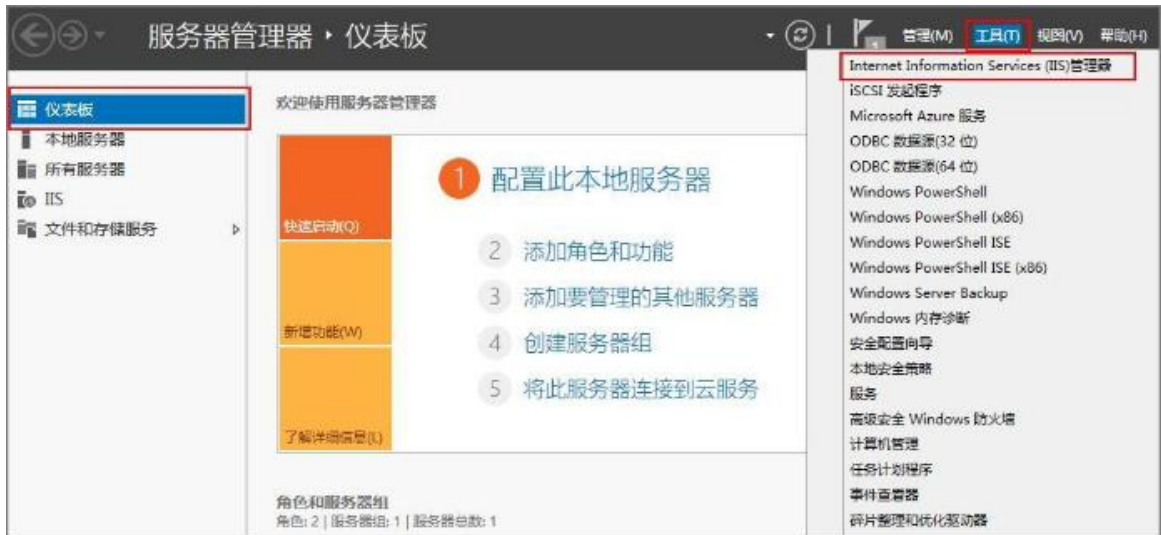 服务器管理器 ‣ 仪表板
管理(M) 工具(T) 视图(V) 帮助(H)
仪表板
本地服务器
所有服务器
IIS
文件和存储服务
欢迎使用服务器管理器
快速启动(Q)
新增功能(W)
了解详细信息(L)
1 配置此本地服务器
2 添加角色和功能
3 添加要管理的其他服务器
4 创建服务器组
5 将此服务器连接到云服务
角色和服务器组
角色: 2 | 服务器组: 1 | 服务器总数: 1
Internet Information Services (IIS)管理器
iSCSI 发起程序
Microsoft Azure 服务
ODBC 数据源(32 位)
ODBC 数据源(64 位)
Windows PowerShell
Windows PowerShell (x86)
Windows PowerShell ISE
Windows PowerShell ISE (x86)
Windows Server Backup
Windows 内存诊断
安全配置向导
本地安全策略
服务
高级安全 Windows 防火墙
计算机管理
任务计划程序
事件查看器
碎片整理和优化驱动器